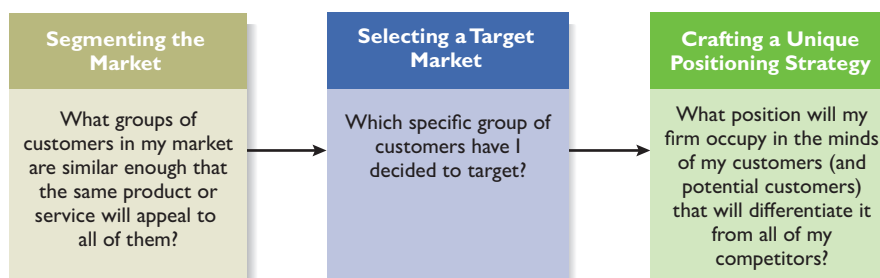 Segmenting the
Market
What groups of
customers in my market
are similar enough that
the same product or
service will appeal to
all of them?
Selecting a Target
Market
Which specific group of
customers have I
decided to target?
Crafting a Unique
Positioning Strategy
What position will my
firm occupy in the minds
of my customers (and
potential customers)
that will differentiate it
from all of my
competitors?